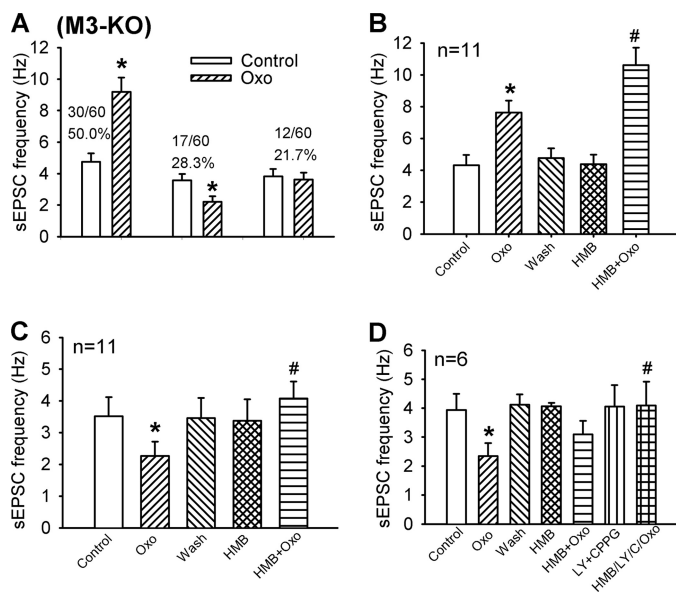 A (M3-KO)
sEPSC frequency (Hz)
12
10
8
6
4
2
0
Control
Oxo
30/60
50.0%
*
17/60
28.3%
*
12/60
21.7%
B
sEPSC frequency (Hz)
12
10
8
6
4
2
0
n=11
*
#
Control
Oxo
Wash
HMB
HMB+Oxo
C
sEPSC frequency (Hz)
6
5
4
3
2
1
0
n=11
*
#
Control
Oxo
Wash
HMB
HMB+Oxo
D
sEPSC frequency (Hz)
6
5
4
3
2
1
0
n=6
*
#
Control
Oxo
Wash
HMB
HMB+Oxo
LY+CPPG
HMB/LY/C/Oxo